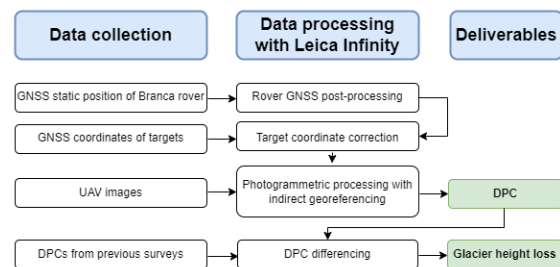 Data collection
Data processing
with Leica Infinity
Deliverables
GNSS static position of Branca rover
Rover GNSS post-processing
GNSS coordinates of targets
Target coordinate correction
UAV images
Photogrammetric processing with
indirect georeferencing
DPC
DPCs from previous surveys
DPC differencing
Glacier height loss